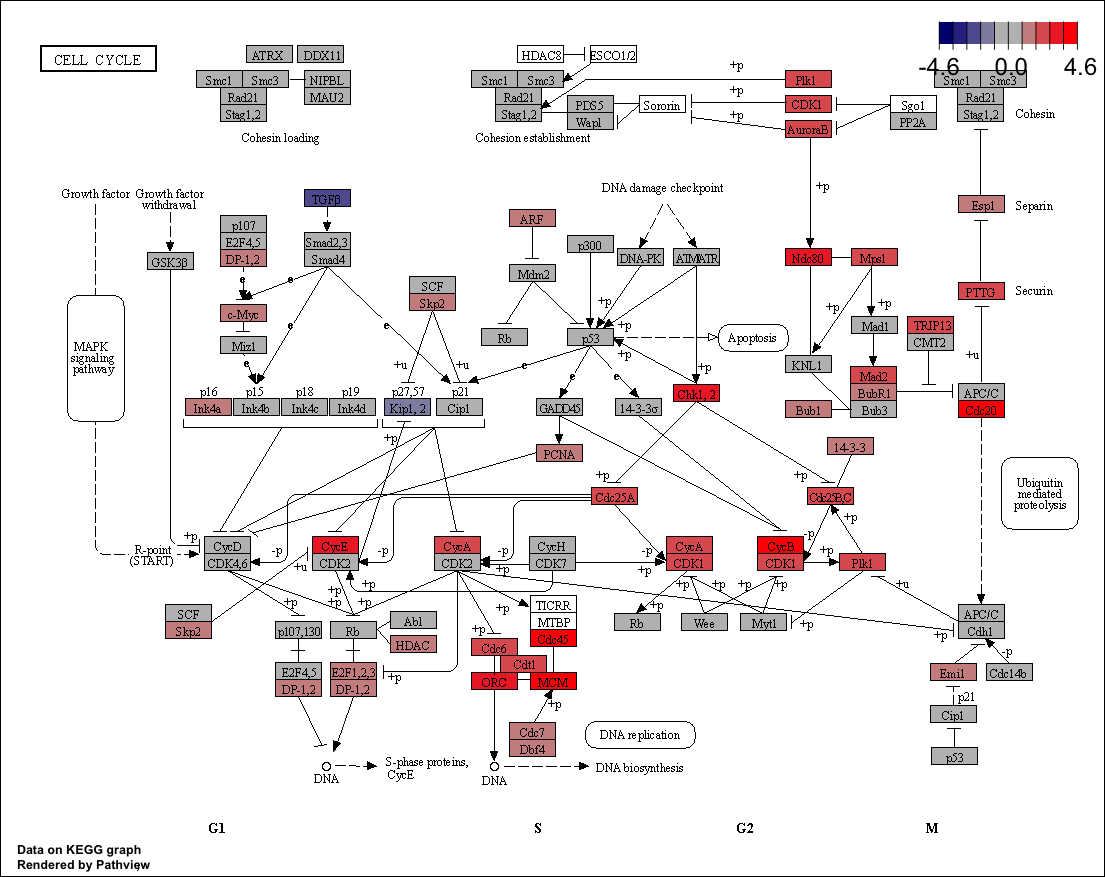 CELL CYCLE
-4.6 0.0 4.6
ATRX DDX11
Smc1 Smc3 NIPBL
Rad21 MAU2
Stag1,2
Cohesin loading
HDAC8 ESCO1/2
Smc1 Smc3
Rad21
Stag1,2
PDS5
Wapl
Sororin
Cohesion establishment
+p
Plk1
+p
CDK1
+p
AuroraB
Sgo1
PP2A
Smc1 Smc3
Rad21
Stag1,2
Cohesin
Growth factor
Growth factor
withdrawal
TGFβ
DNA damage checkpoint
+p
Esp1
Separin
p107
E2F4,5
DP-1,2
Smad2,3
Smad4
ARF
p300
GSK3β
Mdm2
DNA-PK
ATMATR
Ndc80
Mps1
e
e
SCF
Skp2
PTTG
Securin
c-Myc
+p
+p
+p
+p
Mad1
TRIP13
CMT2
MAPK
signaling
pathway
Miz1
e
e
e
Rb
p53
+p
Apoptosis
+u
+u
e
KNL1
+u
e
e
+p
Mad2
BubR1
Bub3
Bub1
p16 p15 p18 p19
Ink4a Ink4b Ink4c Ink4d
p27,57 p21
Kip1, 2 Cip1
GADD45
14-3-3σ
Chk1, 2
APC/C
Cdc20
+p
PCNA
14-3-3
+p
+p
Cdc25A
Cdc25B,C
Ubiquitin
mediated
proteolysis
R-point
(START)
+p
CycD
CDK4,6
-p
CycE
CDK2
-p
CycA
CDK2
-p
+p
CycH
CDK7
-p
+p
CycA
CDK1
CycB
CDK1
-p
+p
+p
Plk1
+u
+u
+p
+p
+p
+p
+p
+p
+p
+p
SCF
Skp2
+p
+p
TICRR
MTBP
Cdc45
APC/C
Cdh1
p107,130
Rb
Abl
HDAC
+p
Rb
Wee
Myt1
+p
+p
-p
E2F4,5
DP-1,2
E2F1,2,3
DP-1,2
+p
Cdc6
Cdt1
ORC
MCM
Emi1
Cdc14b
+p
p21
Cip1
Cdc7
Dbf4
DNA replication
p53
DNA
S-phase proteins,
CycE
DNA
DNA biosynthesis
G1 S G2 M
Data on KEGG graph
Rendered by Pathview